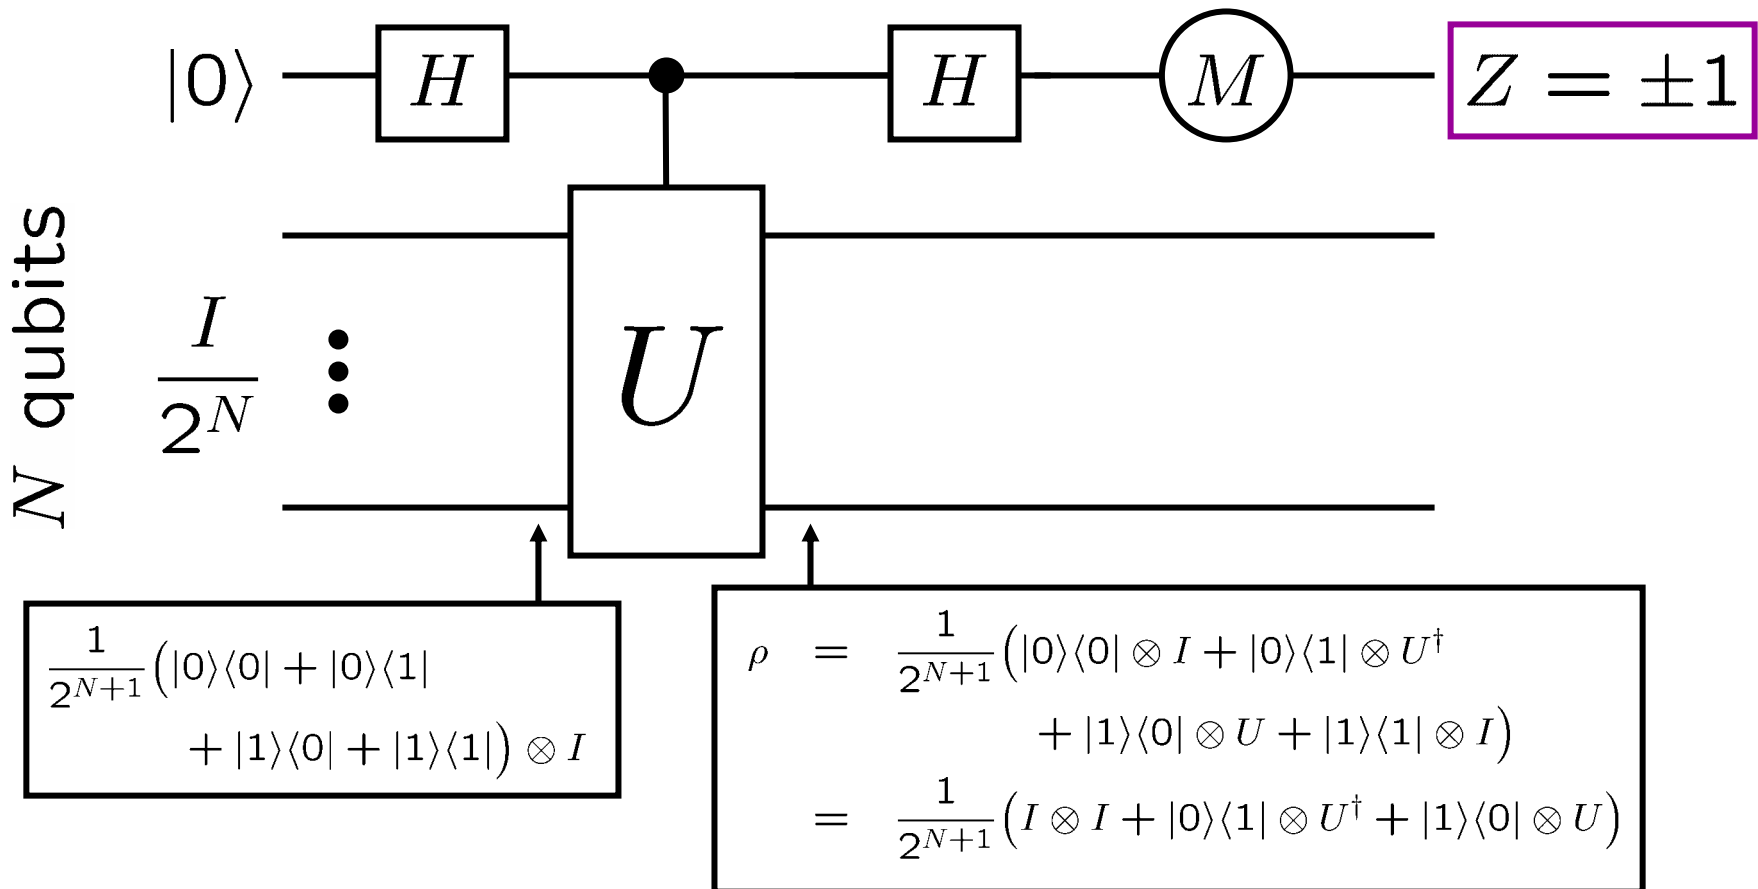 |0⟩ H H M Z = ±1
N qubits
I
2^N
U
1/2^{N+1} (|0⟩⟨0| + |0⟩⟨1|
+ |1⟩⟨0| + |1⟩⟨1|) ⊗ I
ρ = 1/2^{N+1} (|0⟩⟨0| ⊗ I + |0⟩⟨1| ⊗ U†
+ |1⟩⟨0| ⊗ U + |1⟩⟨1| ⊗ I)
= 1/2^{N+1} (I ⊗ I + |0⟩⟨1| ⊗ U† + |1⟩⟨0| ⊗ U)